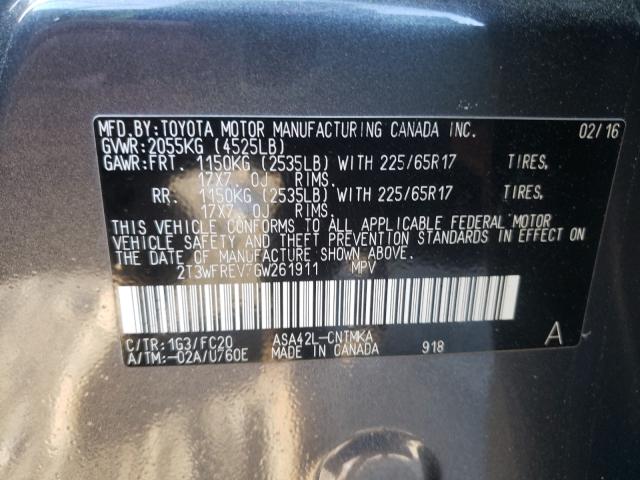 MFD.BY:TOYOTA MOTOR MANUFACTURING CANADA INC. 02/16
GVWR:2055KG (4525LB)
GAWR:FRT. 1150KG (2535LB) WITH 225/65R17 TIRES,
17X7.0J RIMS.
RR. 1150KG (2535LB) WITH 225/65R17 TIRES,
17X7.0J RIMS.
THIS VEHICLE CONFORMS TO ALL APPLICABLE FEDERAL MOTOR
VEHICLE SAFETY AND THEFT PREVENTION STANDARDS IN EFFECT ON
THE DATE OF MANUFACTURE SHOWN ABOVE.
2T3WFREV7GW261911 MPV
C/TR:1G3/FC20 ASA42L-CNTMKA A
A/TM:-02A/U760E MADE IN CANADA 918